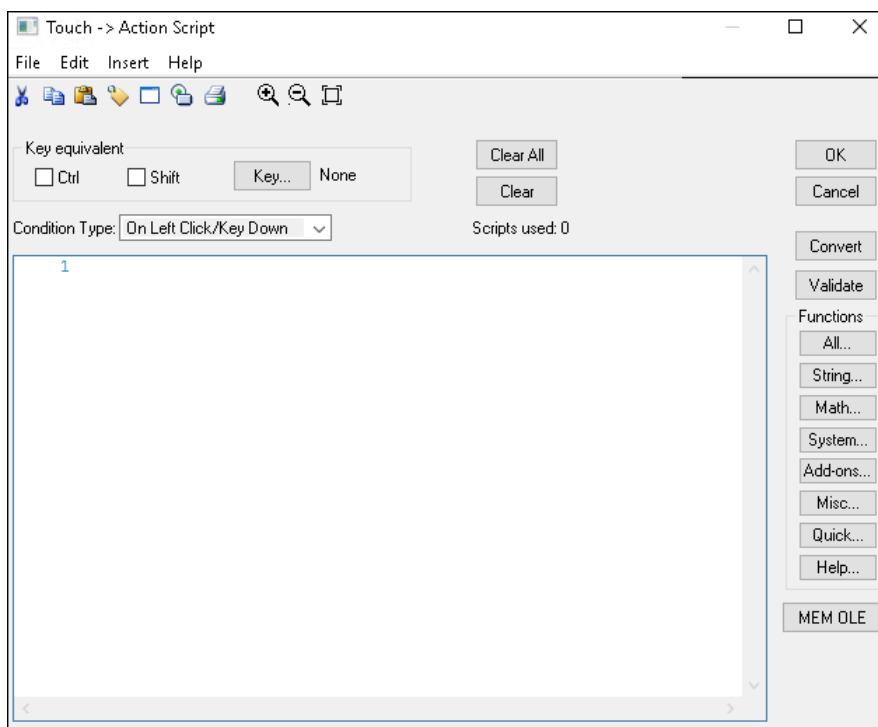 Touch -> Action Script
File Edit Insert Help
Key equivalent
Ctrl Shift Key... None
Clear All
OK
Clear
Cancel
Condition Type: On Left Click/Key Down
Scripts used: 0
Convert
1
Validate
Functions
All...
String...
Math...
System...
Add-ons...
Misc...
Quick...
Help...
MEM OLE